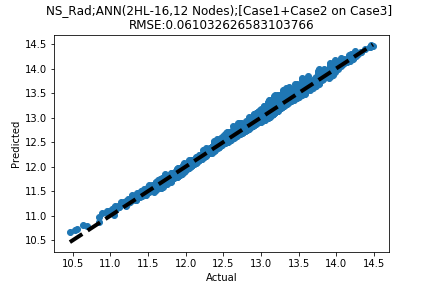 NS_Rad;ANN(2HL-16,12 Nodes);[Case1+Case2 on Case3]
RMSE:0.061032626583103766
14.5
14.0
13.5
13.0
12.5
12.0
11.5
11.0
10.5
Predicted
10.5 11.0 11.5 12.0 12.5 13.0 13.5 14.0 14.5
Actual